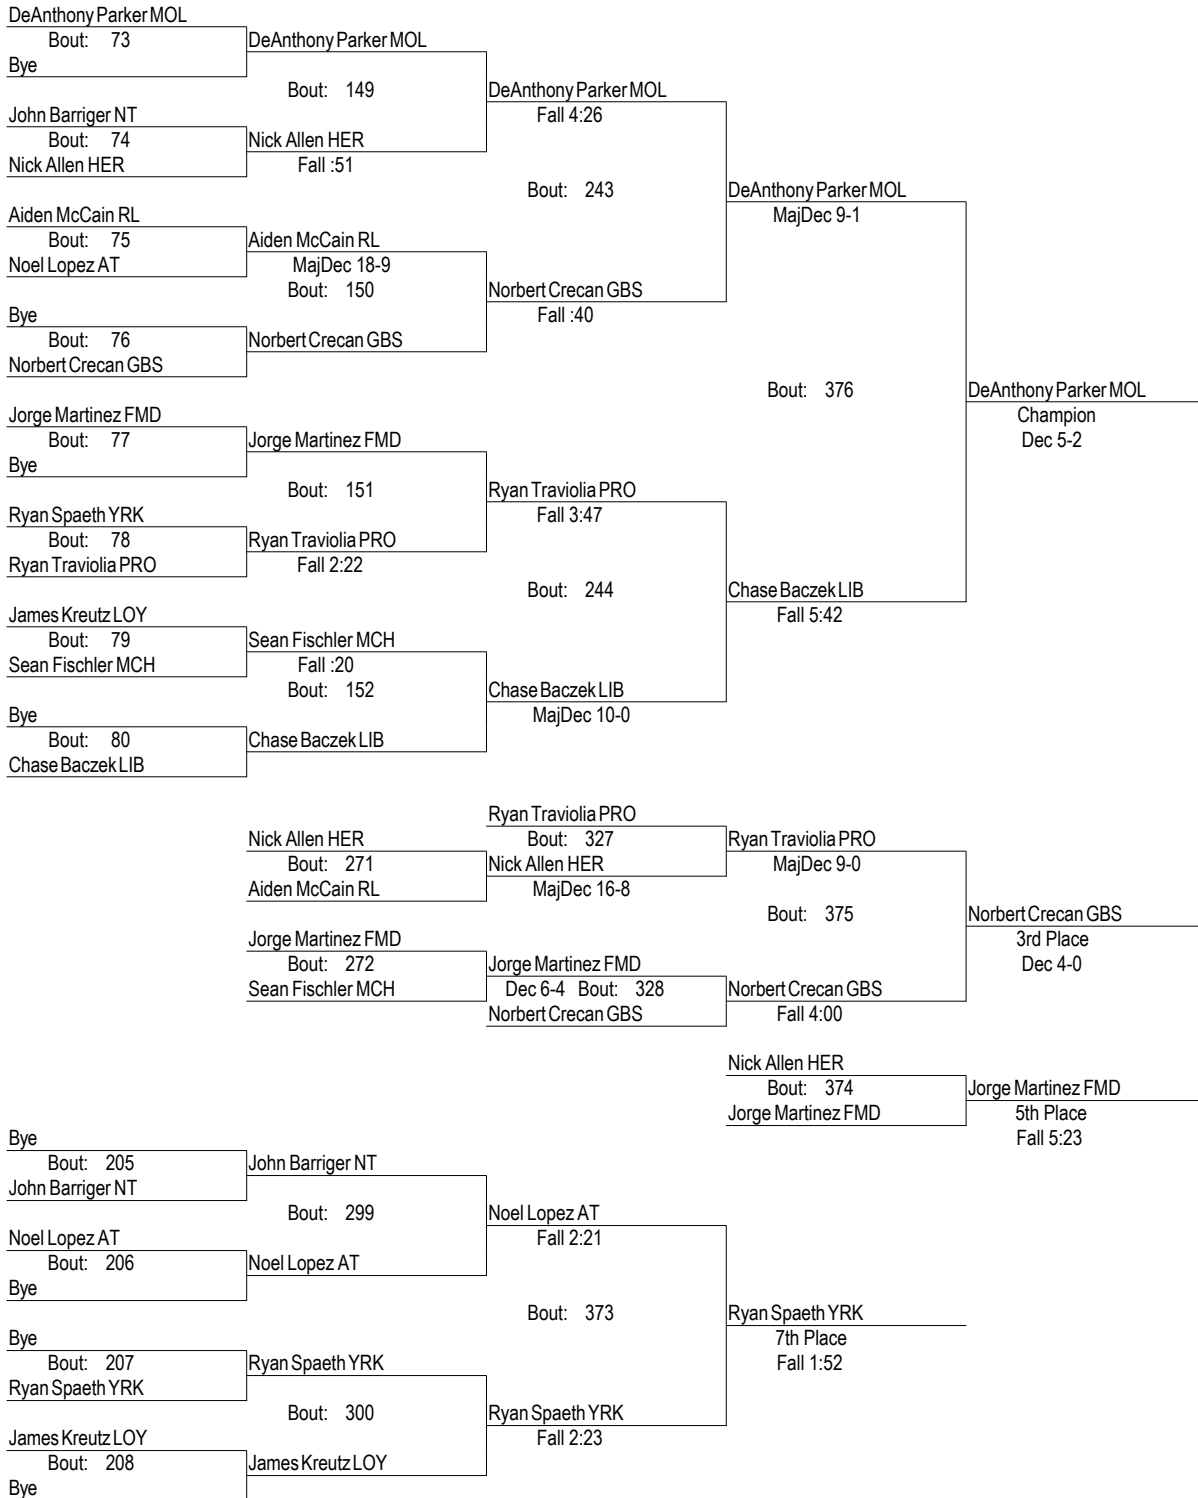 DeAnthony Parker MOL
Bout: 73
DeAnthony Parker MOL
Bye
Bout: 149
DeAnthony Parker MOL
John Barriger NT
Fall 4:26
Bout: 74
Nick Allen HER
Nick Allen HER
Fall :51
Bout: 243
DeAnthony Parker MOL
Aiden McCain RL
MajDec 9-1
Bout: 75
Aiden McCain RL
Noel Lopez AT
MajDec 18-9
Bout: 150
Norbert Crecan GBS
Bye
Fall :40
Bout: 76
Norbert Crecan GBS
Norbert Crecan GBS
Bout: 376
DeAnthony Parker MOL
Jorge Martinez FMD
Champion
Bout: 77
Jorge Martinez FMD
Dec 5-2
Bye
Bout: 151
Ryan Traviolia PRO
Ryan Spaeth YRK
Fall 3:47
Bout: 78
Ryan Traviolia PRO
Ryan Traviolia PRO
Fall 2:22
Bout: 244
Chase Baczek LIB
James Kreutz LOY
Fall 5:42
Bout: 79
Sean Fischler MCH
Sean Fischler MCH
Fall :20
Bout: 152
Chase Baczek LIB
Bye
MajDec 10-0
Bout: 80
Chase Baczek LIB
Chase Baczek LIB
Ryan Traviolia PRO
Nick Allen HER
Bout: 327
Ryan Traviolia PRO
Bout: 271
Nick Allen HER
MajDec 9-0
Aiden McCain RL
MajDec 16-8
Bout: 375
Norbert Crecan GBS
Jorge Martinez FMD
3rd Place
Bout: 272
Jorge Martinez FMD
Dec 4-0
Sean Fischler MCH
Dec 6-4 Bout: 328
Norbert Crecan GBS
Norbert Crecan GBS
Fall 4:00
Nick Allen HER
Bout: 374
Jorge Martinez FMD
Jorge Martinez FMD
5th Place
Fall 5:23
Bye
Bout: 205
John Barriger NT
John Barriger NT
Bout: 299
Noel Lopez AT
Noel Lopez AT
Fall 2:21
Bout: 206
Noel Lopez AT
Bye
Bout: 373
Ryan Spaeth YRK
Bye
7th Place
Bout: 207
Ryan Spaeth YRK
Fall 1:52
Ryan Spaeth YRK
Bout: 300
Ryan Spaeth YRK
James Kreutz LOY
Fall 2:23
Bout: 208
James Kreutz LOY
Bye